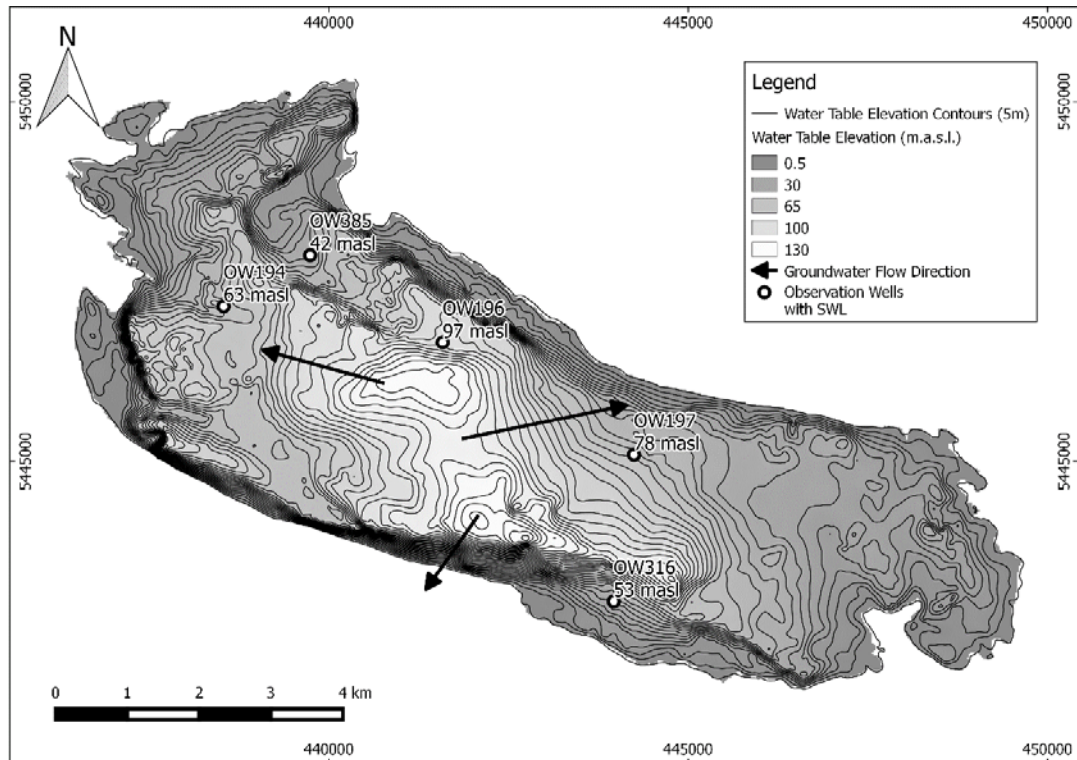 440000
445000
450000
N
5450000
5450000
Legend
Water Table Elevation Contours (5m)
Water Table Elevation (m.a.s.l.)
0.5
30
65
100
130
Groundwater Flow Direction
Observation Wells
with SWL
OW385
42 masl
OW194
63 masl
OW196
97 masl
OW197
78 masl
5445000
5445000
OW316
53 masl
0 1 2 3 4 km
440000
445000
450000